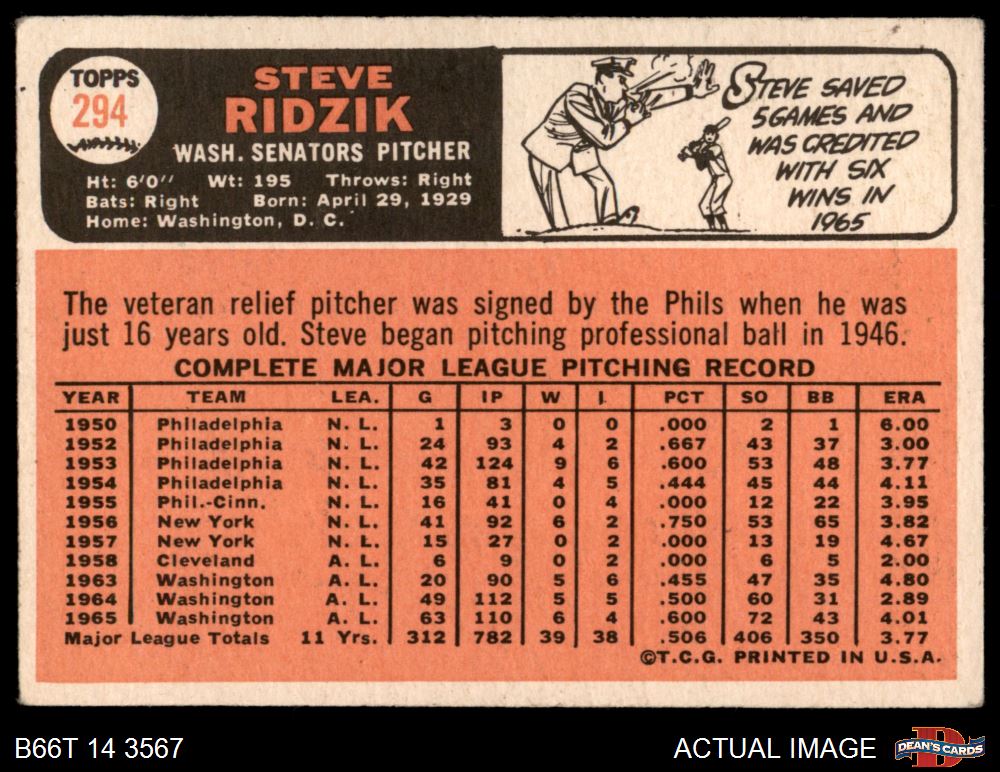 TOPPS
294
STEVE
RIDZIK
WASH. SENATORS PITCHER
Ht: 6'0" Wt: 195 Throws: Right
Bats: Right Born: April 29, 1929
Home: Washington, D. C.
STEVE SAVED
5 GAMES AND
WAS CREDITED
WITH SIX
WINS IN
1965
The veteran relief pitcher was signed by the Phils when he was
just 16 years old. Steve began pitching professional ball in 1946.
COMPLETE MAJOR LEAGUE PITCHING RECORD
YEAR TEAM LEA. G IP W L PCT SO BB ERA
1950 Philadelphia N. L. 1 3 0 0 .000 2 1 6.00
1952 Philadelphia N. L. 24 93 4 2 .667 43 37 3.00
1953 Philadelphia N. L. 42 124 9 6 .600 53 48 3.77
1954 Philadelphia N. L. 35 81 4 5 .444 45 44 4.11
1955 Phil.-Cinn. N. L. 16 41 0 4 .000 12 22 3.95
1956 New York N. L. 41 92 6 2 .750 53 65 3.82
1957 New York N. L. 15 27 0 2 .000 13 19 4.67
1958 Cleveland A. L. 6 9 0 2 .000 6 5 2.00
1963 Washington A. L. 20 90 5 6 .455 47 35 4.80
1964 Washington A. L. 49 112 5 5 .500 60 31 2.89
1965 Washington A. L. 63 110 6 4 .600 72 43 4.01
Major League Totals 11 Yrs. 312 782 39 38 .506 406 350 3.77
©T.C.G. PRINTED IN U.S.A.
B66T 14 3567
ACTUAL IMAGE
D
DEAN'S CARDS